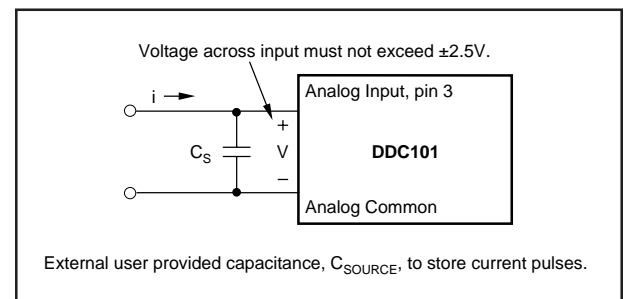 Voltage across input must not exceed ±2.5V.
i
Analog Input, pin 3
+
C_S
V
DDC101
–
Analog Common
External user provided capacitance, C_SOURCE, to store current pulses.